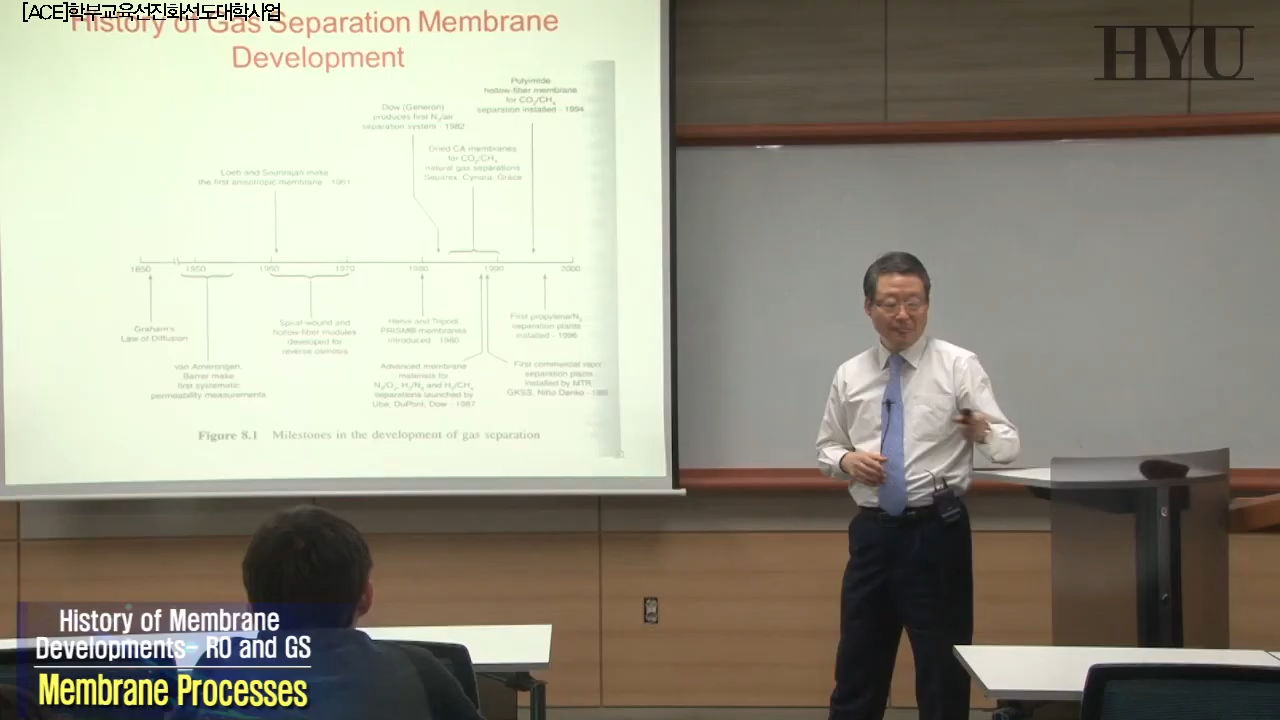 [ACE]학부교육선진화선도대학사업
History of Gas Separation Membrane
Development
HYU
Polyimide
hollow-fiber membrane
for CO₂/CH₄
separation installed - 1994
Dow (Generon)
produces first N₂/air
separation system - 1982
Dried CA membranes
for CO₂/CH₄
natural gas separations
Separex, Cynara, Grace
Loeb and Sourirajan make
the first anisotropic membrane - 1961
1850
1950
1960
1970
1980
1990
2000
Graham's
Law of Diffusion
Spiral-wound and
hollow-fiber modules
developed for
reverse osmosis
PRISM® membranes
introduced - 1980
First propylene/N₂
separation plants
installed - 1996
van Amerongen,
Barrer make
first systematic
permeability measurements
Advanced membrane
materials for
N₂/O₂, H₂/N₂ and H₂/CH₄
separations launched by
Ube, DuPont, Dow - 1987
First commercial vapor
separation plants
installed by MTR,
GKSS, Nitto Denko
Figure 8.1 Milestones in the development of gas separation
History of Membrane
Developments- RO and GS
Membrane Processes